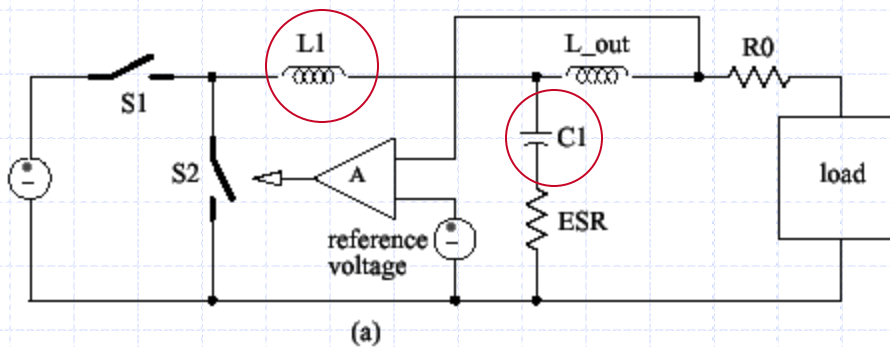 L1
L_out
R0
S1
C1
S2
A
load
ESR
reference
voltage
(a)